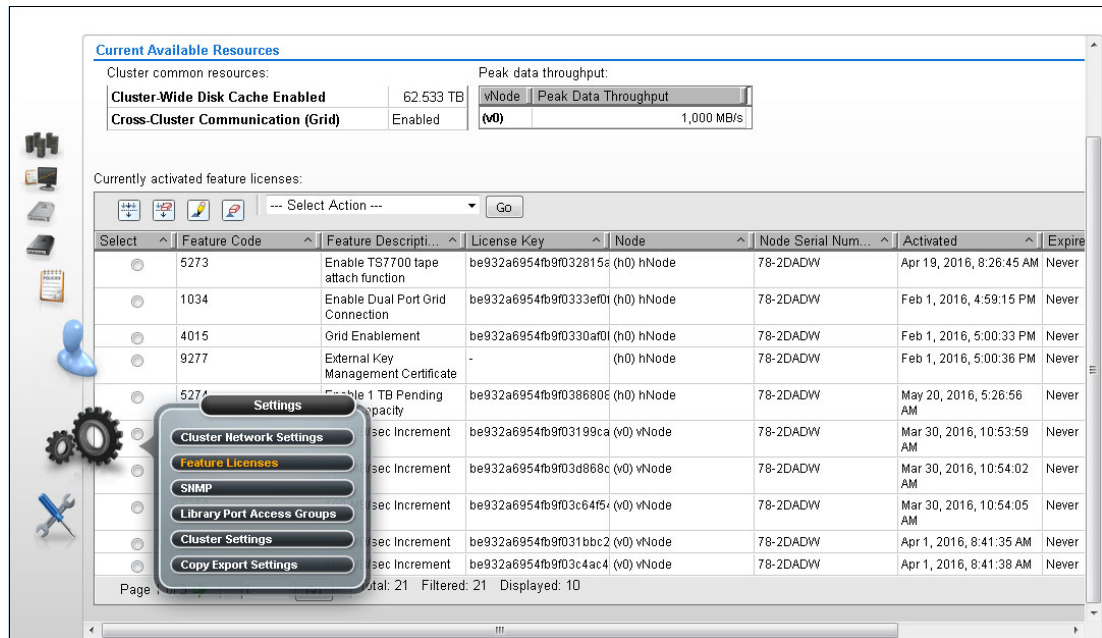 Current Available Resources
Cluster common resources:
Cluster-Wide Disk Cache Enabled 62.533 TB
Cross-Cluster Communication (Grid) Enabled
Peak data throughput:
vNode Peak Data Throughput
(v0) 1,000 MB/s
Currently activated feature licenses:
--- Select Action --- Go
Select Feature Code Feature Descripti... License Key Node Node Serial Num... Activated Expire
5273 Enable TS7700 tape be932a6954fb9f032815a (h0) hNode 78-2DADW Apr 19, 2016, 8:26:45 AM Never
attach function
1034 Enable Dual Port Grid be932a6954fb9f0333ef0 (h0) hNode 78-2DADW Feb 1, 2016, 4:59:15 PM Never
Connection
4015 Grid Enablement be932a6954fb9f0330af0 (h0) hNode 78-2DADW Feb 1, 2016, 5:00:33 PM Never
9277 External Key - (h0) hNode 78-2DADW Feb 1, 2016, 5:00:36 PM Never
Management Certificate
5274 Enable 1 TB Pending be932a6954fb9f0386808 (h0) hNode 78-2DADW May 20, 2016, 5:26:56 Never
AM
sec Increment be932a6954fb9f03199ca (v0) vNode 78-2DADW Mar 30, 2016, 10:53:59 Never
AM
sec Increment be932a6954fb9f03d868c (v0) vNode 78-2DADW Mar 30, 2016, 10:54:02 Never
AM
sec Increment be932a6954fb9f03c64f5 (v0) vNode 78-2DADW Mar 30, 2016, 10:54:05 Never
AM
sec Increment be932a6954fb9f031bbc2 (v0) vNode 78-2DADW Apr 1, 2016, 8:41:35 AM Never
sec Increment be932a6954fb9f03c4ac4 (v0) vNode 78-2DADW Apr 1, 2016, 8:41:38 AM Never
Page 1 Total: 21 Filtered: 21 Displayed: 10
Settings
Cluster Network Settings
Feature Licenses
SNMP
Library Port Access Groups
Cluster Settings
Copy Export Settings
POLICIES